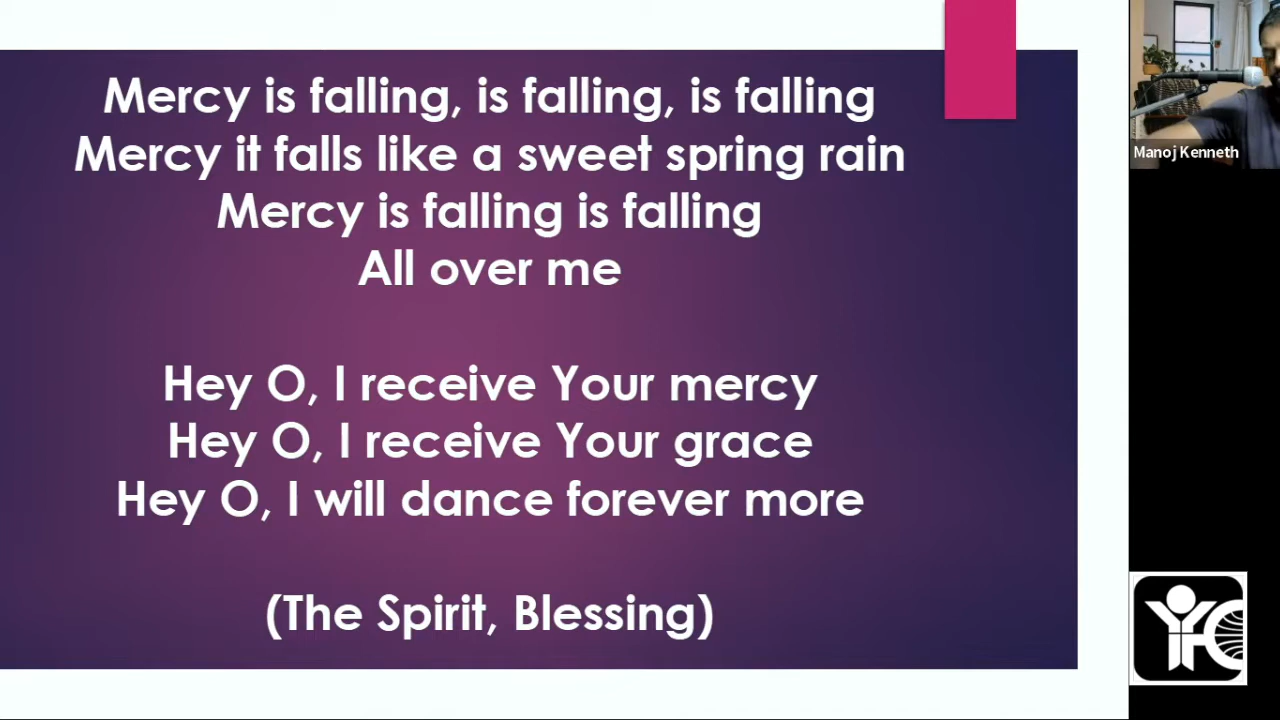 Mercy is falling, is falling, is falling
Mercy it falls like a sweet spring rain
Mercy is falling is falling
All over me
Hey O, I receive Your mercy
Hey O, I receive Your grace
Hey O, I will dance forever more
(The Spirit, Blessing)
Manoj Kenneth
YFC